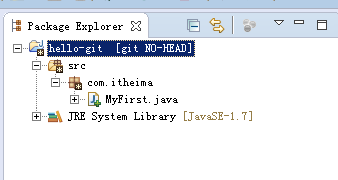 Package Explorer
hello-git [git NO-HEAD]
src
com.itheima
MyFirst.java
JRE System Library [JavaSE-1.7]